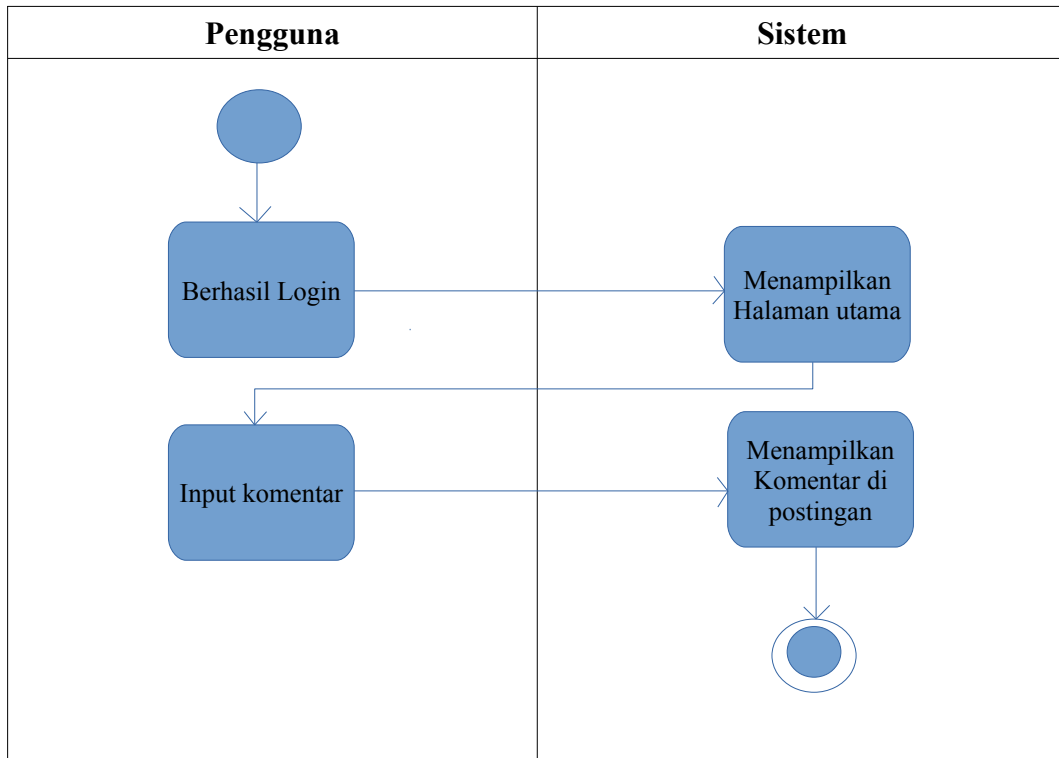 Pengguna
Sistem
Berhasil Login
Menampilkan
Halaman utama
Input komentar
Menampilkan
Komentar di
postingan